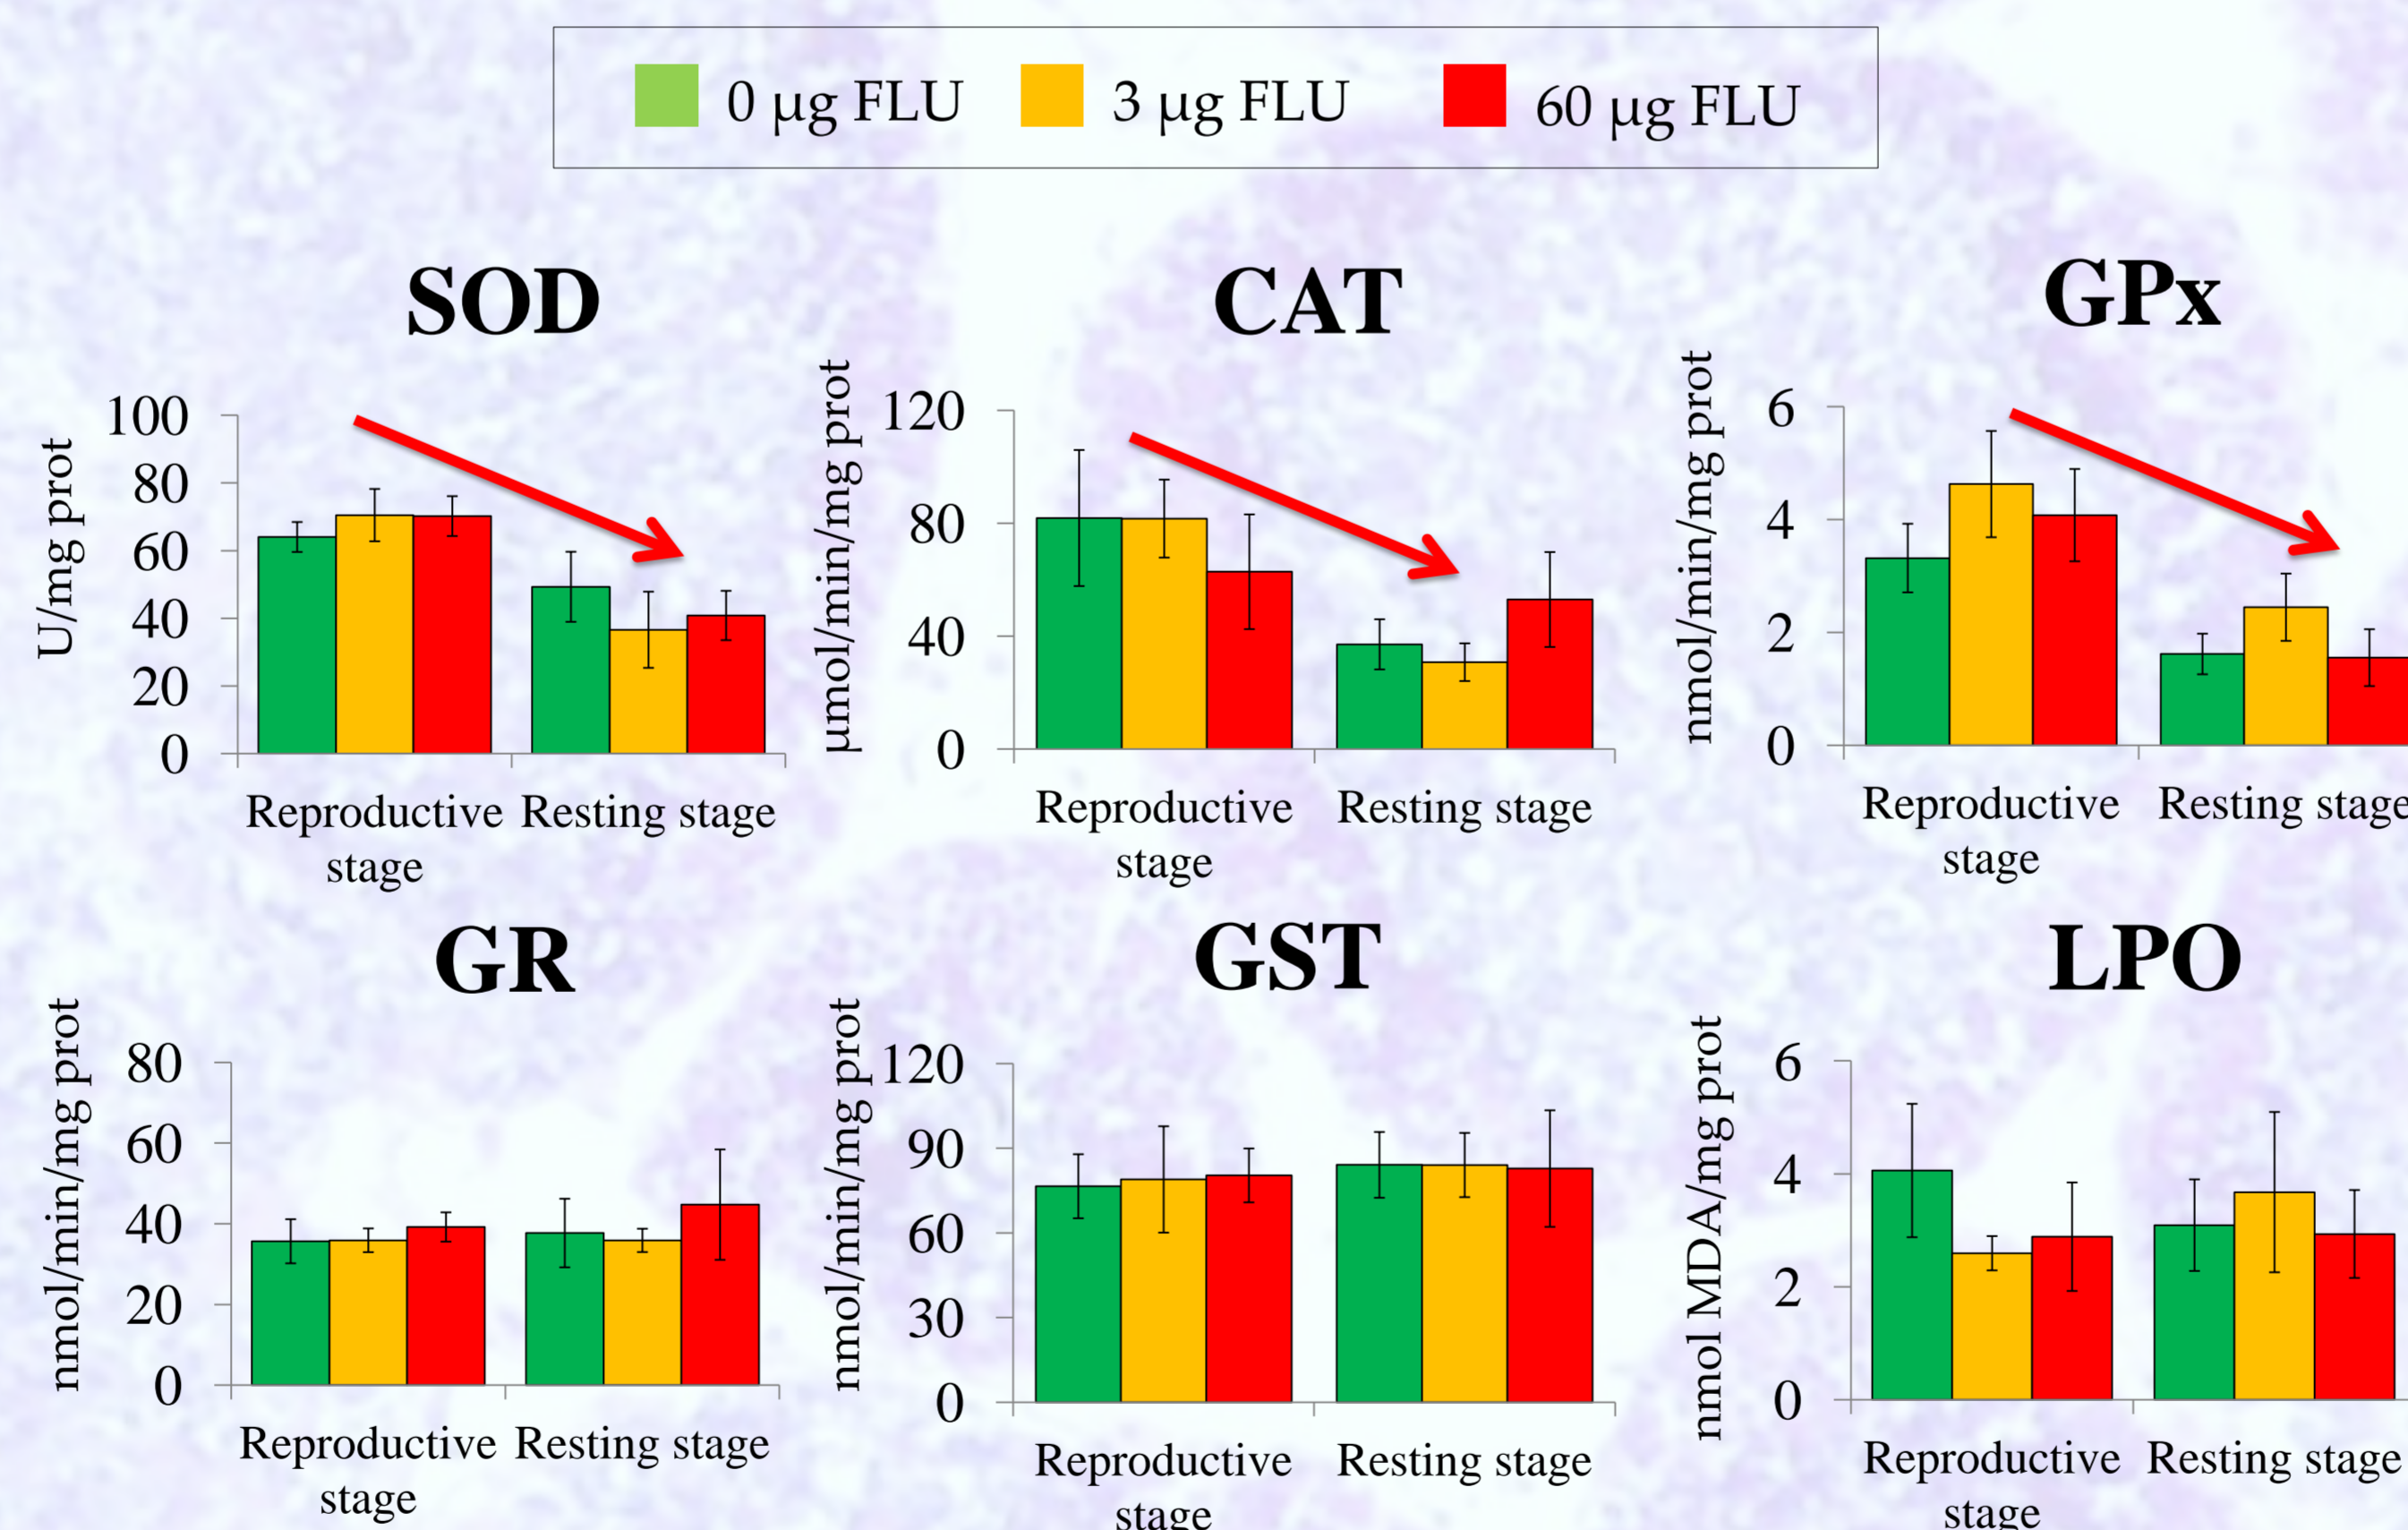 0 µg FLU 3 µg FLU 60 µg FLU
SOD
U/mg prot
100
80
60
40
20
0
Reproductive stage Resting stage
CAT
µmol/min/mg prot
120
80
40
0
Reproductive stage Resting stage
GPx
nmol/min/mg prot
6
4
2
0
Reproductive stage Resting stage
GR
nmol/min/mg prot
80
60
40
20
0
Reproductive stage Resting stage
GST
nmol/min/mg prot
120
90
60
30
0
Reproductive stage Resting stage
LPO
nmol MDA/mg prot
6
4
2
0
Reproductive stage Resting stage